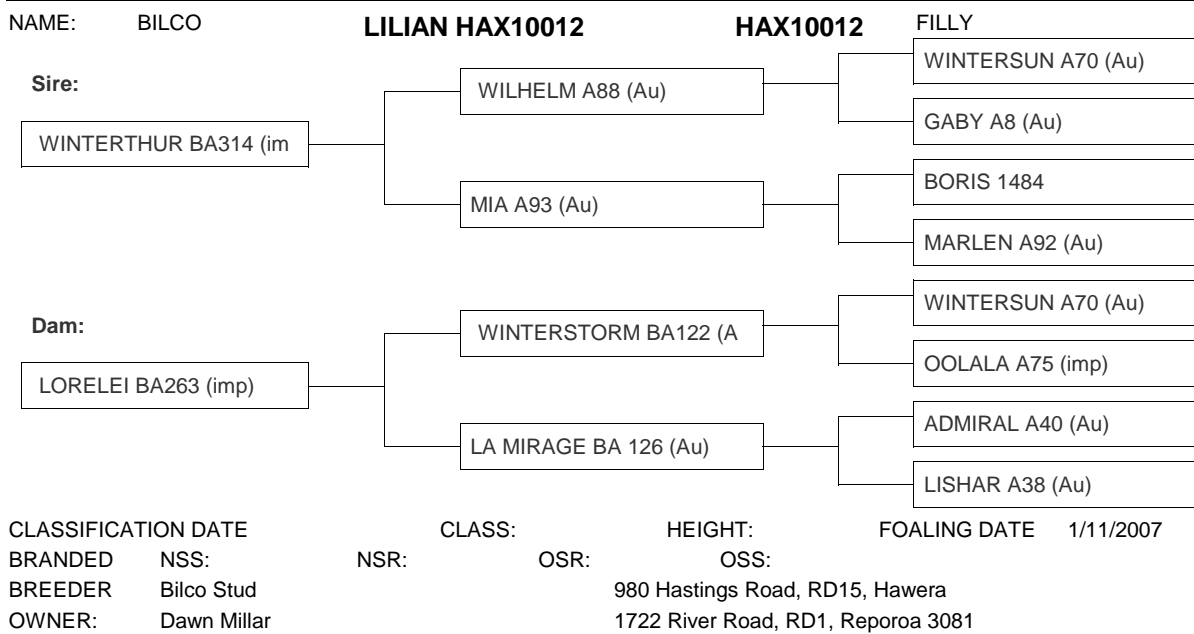 NAME: BILCO LILIAN HAX10012 HAX10012 FILLY
WINTERSUN A70 (Au)
Sire:
WILHELM A88 (Au)
GABY A8 (Au)
WINTERTHUR BA314 (im
BORIS 1484
MIA A93 (Au)
MARLEN A92 (Au)
WINTERSUN A70 (Au)
Dam:
WINTERSTORM BA122 (A
OOLALA A75 (imp)
LORELEI BA263 (imp)
ADMIRAL A40 (Au)
LA MIRAGE BA 126 (Au)
LISHAR A38 (Au)
CLASSIFICATION DATE CLASS: HEIGHT: FOALING DATE 1/11/2007
BRANDED NSS: NSR: OSR: OSS:
BREEDER Bilco Stud 980 Hastings Road, RD15, Hawera
OWNER: Dawn Millar 1722 River Road, RD1, Reporoa 3081